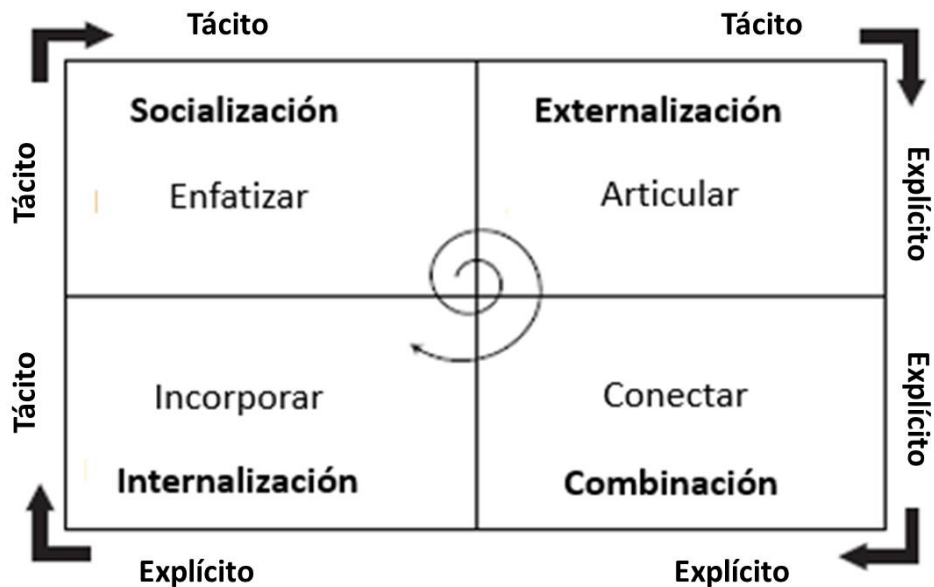 Tácito
Tácito
Socialización
Externalización
Tácito
Enfatizar
Articular
Explícito
Tácito
Incorporar
Conectar
Explícito
Internalización
Combinación
Explícito
Explícito